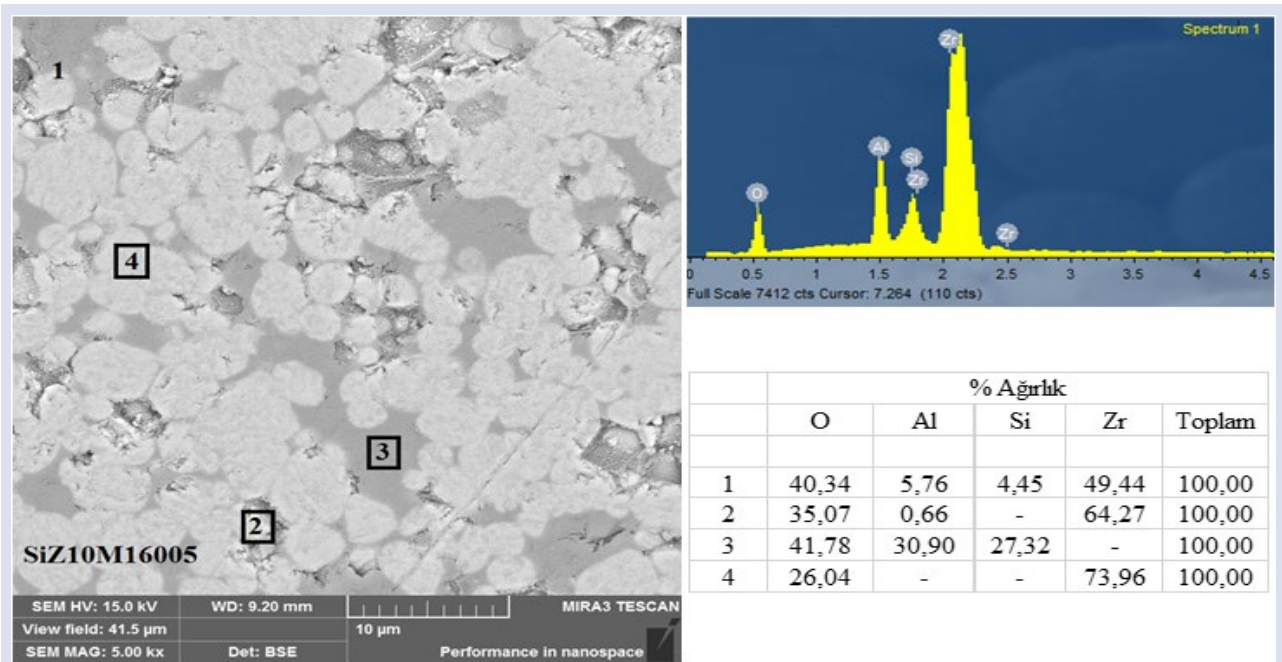 1
4
3
2
SiZ10M16005
SEM HV: 15.0 kV WD: 9.20 mm MIRA3 TESCAN
View field: 41.5 µm 10 µm
SEM MAG: 5.00 kx Det: BSE Performance in nanospace
Spectrum 1
Zr
Al
Si
Zr
O
Zr
0 0.5 1 1.5 2 2.5 3 3.5 4 4.5
Full Scale 7412 cts Cursor: 7.264 (110 cts)
% Ağırlık
O Al Si Zr Toplam
1 40,34 5,76 4,45 49,44 100,00
2 35,07 0,66 - 64,27 100,00
3 41,78 30,90 27,32 - 100,00
4 26,04 - - 73,96 100,00